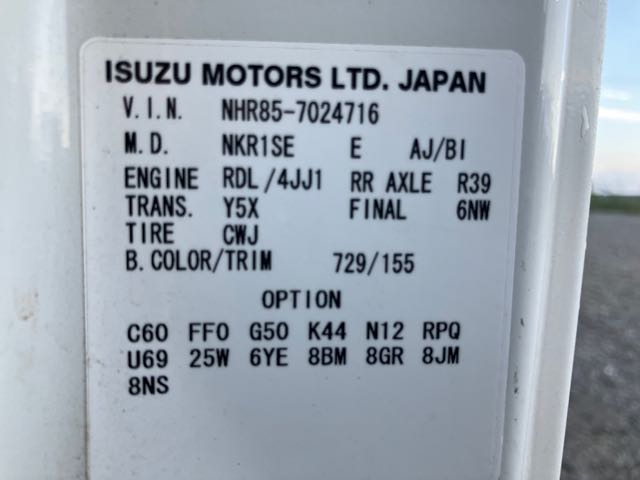 ISUZU MOTORS LTD. JAPAN
V.I.N. NHR85-7024716
M.D. NKR1SE E AJ/BI
ENGINE RDL/4JJ1 RR AXLE R39
TRANS. Y5X FINAL 6NW
TIRE CWJ
B.COLOR/TRIM 729/155
OPTION
C60 FF0 G50 K44 N12 RPQ
U69 25W 6YE 8BM 8GR 8JM
8NS